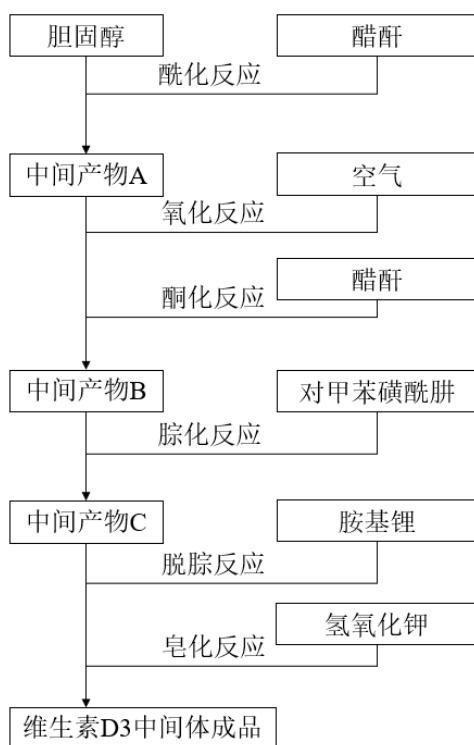 胆固醇
醋酐
酰化反应
中间产物A
空气
氧化反应
醋酐
酮化反应
中间产物B
对甲苯磺酰肼
腙化反应
中间产物C
胺基锂
脱腙反应
氢氧化钾
皂化反应
维生素D3中间体成品